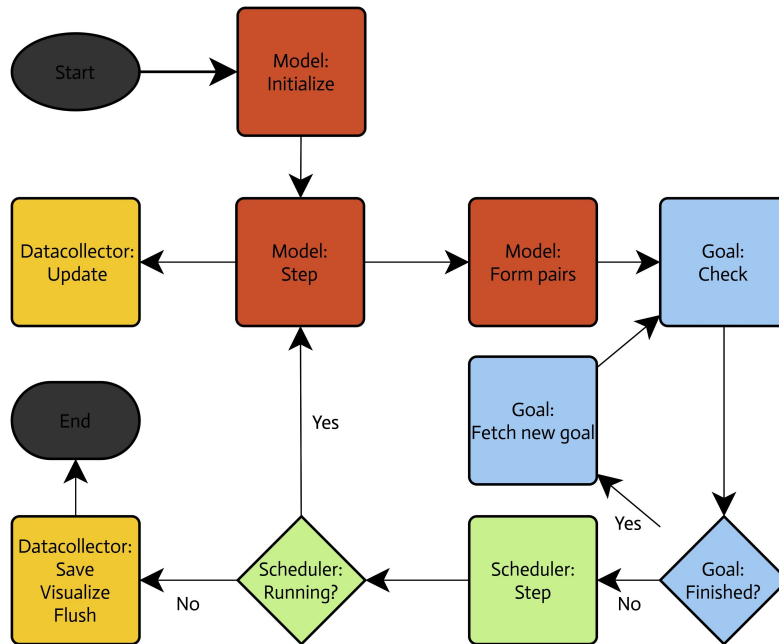 Start
Model:
Initialize
Datacollector:
Update
Model:
Step
Model:
Form pairs
Goal:
Check
End
Yes
Goal:
Fetch new goal
Yes
Datacollector:
Save
Visualize
Flush
No
Scheduler:
Running?
Scheduler:
Step
No
Goal:
Finished?